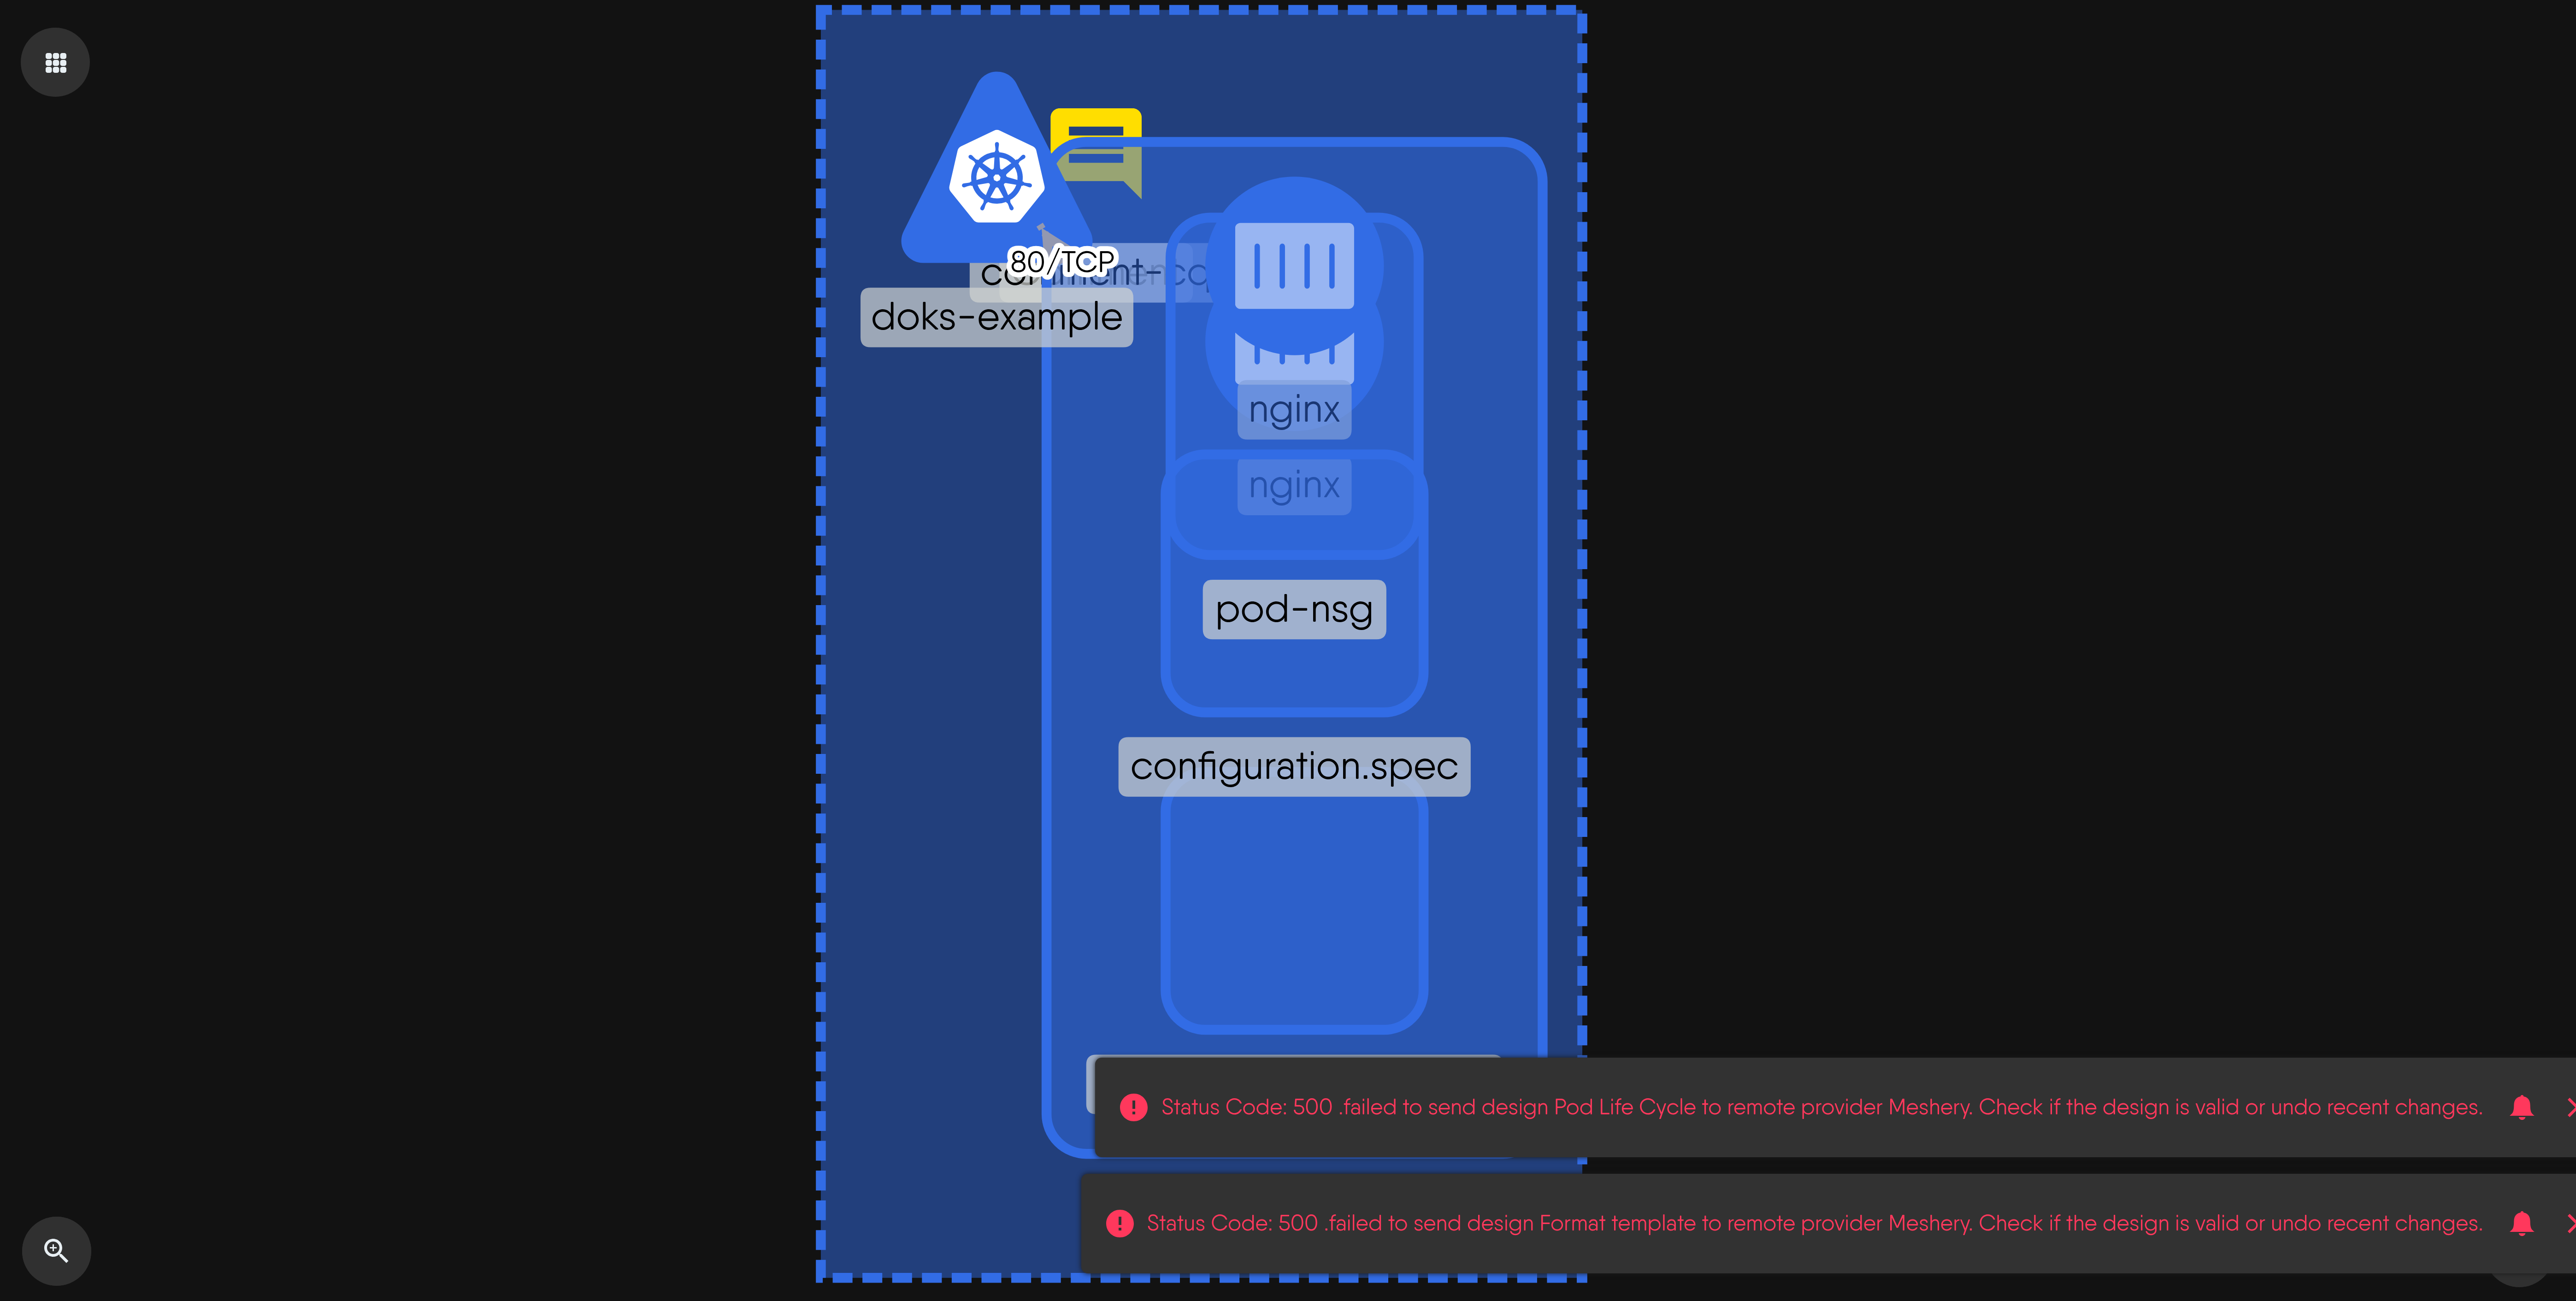 80/TCP
doks-example
nginx
nginx
pod-nsg
configuration.spec
Status Code: 500 .failed to send design Pod Life Cycle to remote provider Meshery. Check if the design is valid or undo recent changes.
Status Code: 500 .failed to send design Format template to remote provider Meshery. Check if the design is valid or undo recent changes.